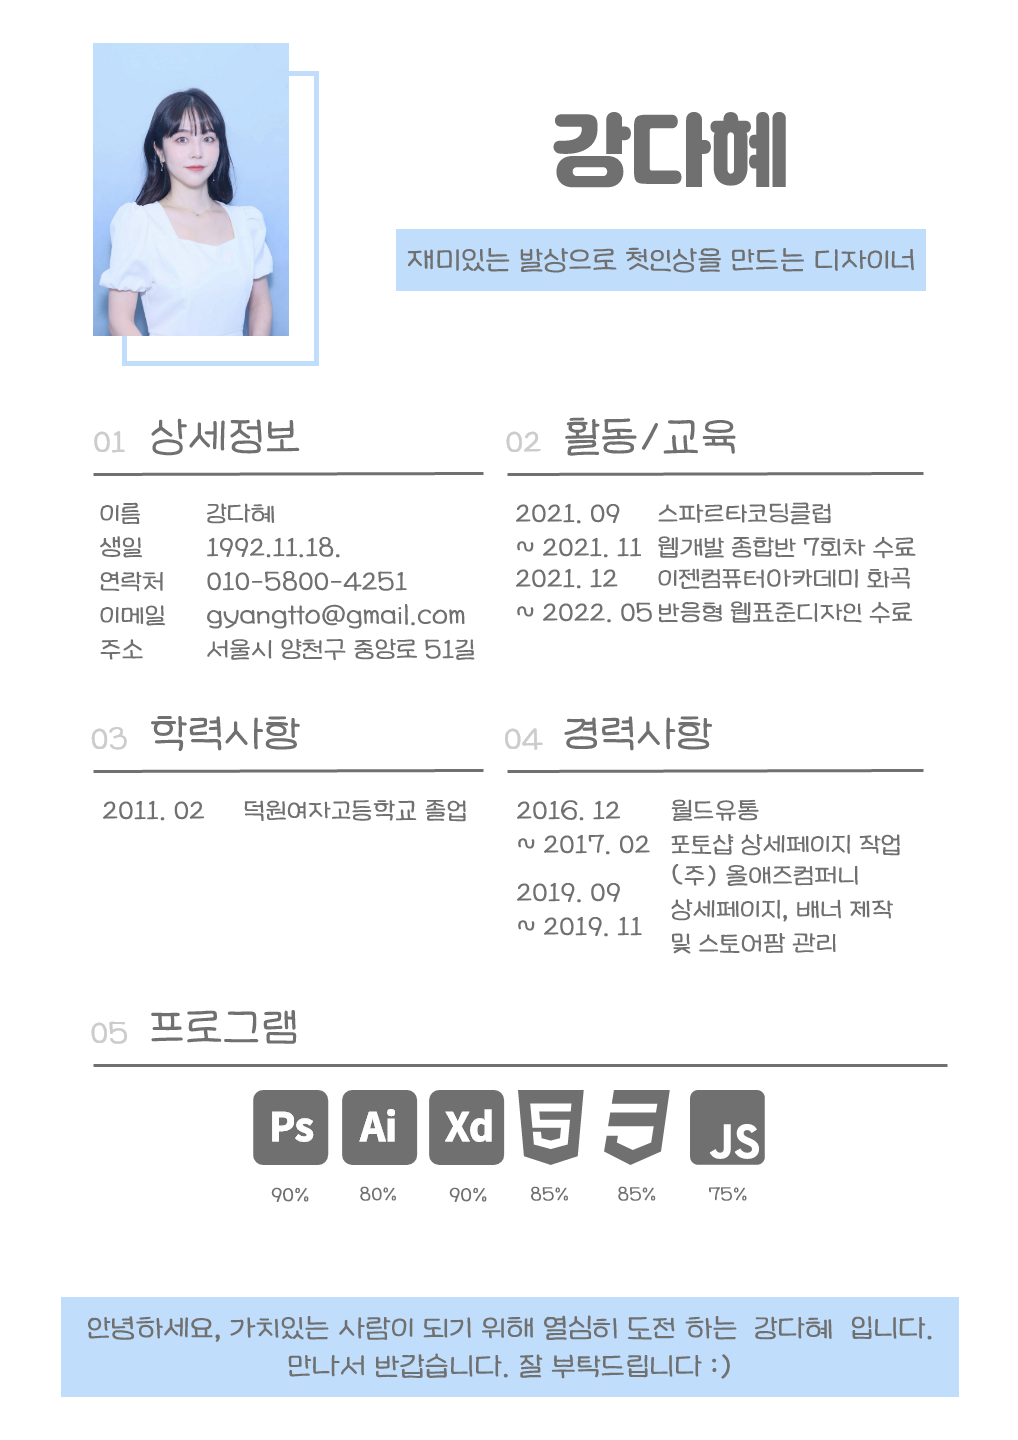 강다혜
재미있는 발상으로 첫인상을 만드는 디자이너
01 상세정보
이름 강다혜
생일 1992.11.18.
연락처 010-5800-4251
이메일 gyangtto@gmail.com
주소 서울시 양천구 중앙로 51길
02 활동/교육
2021. 09 스파르타코딩클럽
~ 2021. 11 웹개발 종합반 7회차 수료
2021. 12 이젠컴퓨터아카데미 화곡
~ 2022. 05 반응형 웹표준디자인 수료
03 학력사항
2011. 02 덕원여자고등학교 졸업
04 경력사항
2016. 12 월드유통
~ 2017. 02 포토샵 상세페이지 작업
2019. 09 (주) 올애즈컴퍼니
~ 2019. 11 상세페이지, 배너 제작
및 스토어팜 관리
05 프로그램
Ps Ai Xd 5 3 JS
90% 80% 90% 85% 85% 75%
안녕하세요, 가치있는 사람이 되기 위해 열심히 도전 하는 강다혜 입니다.
만나서 반갑습니다. 잘 부탁드립니다 :)